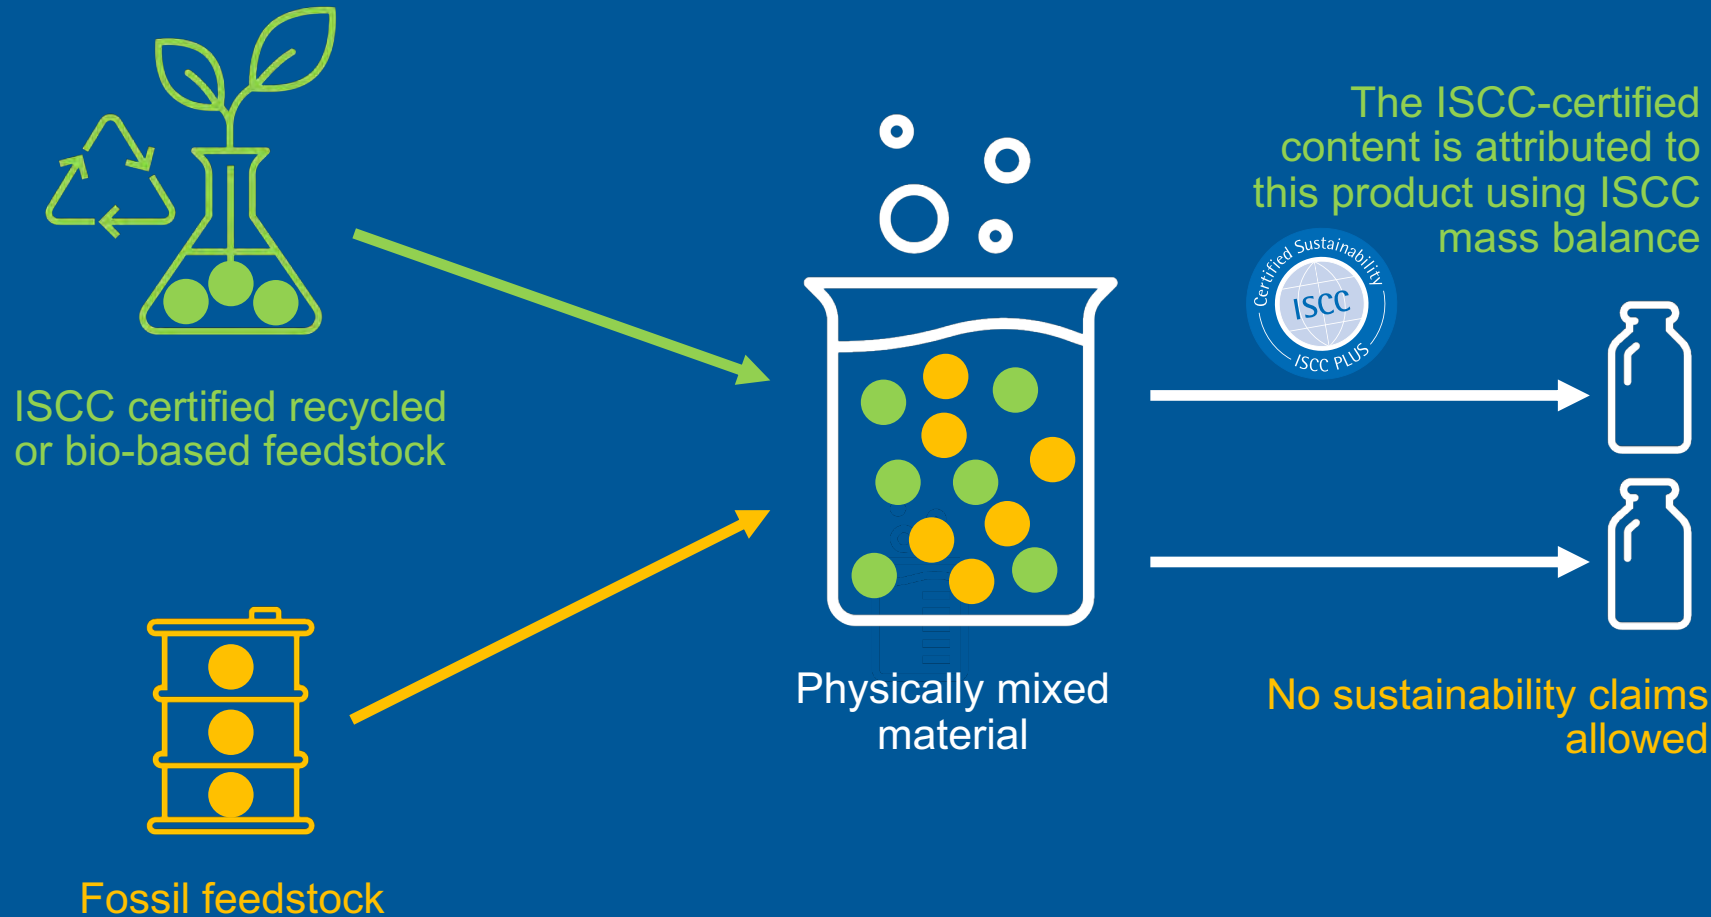 The ISCC-certified
content is attributed to
this product using ISCC
mass balance
Certified Sustainability
ISCC
ISCC PLUS
ISCC certified recycled
or bio-based feedstock
Physically mixed
material
No sustainability claims
allowed
Fossil feedstock